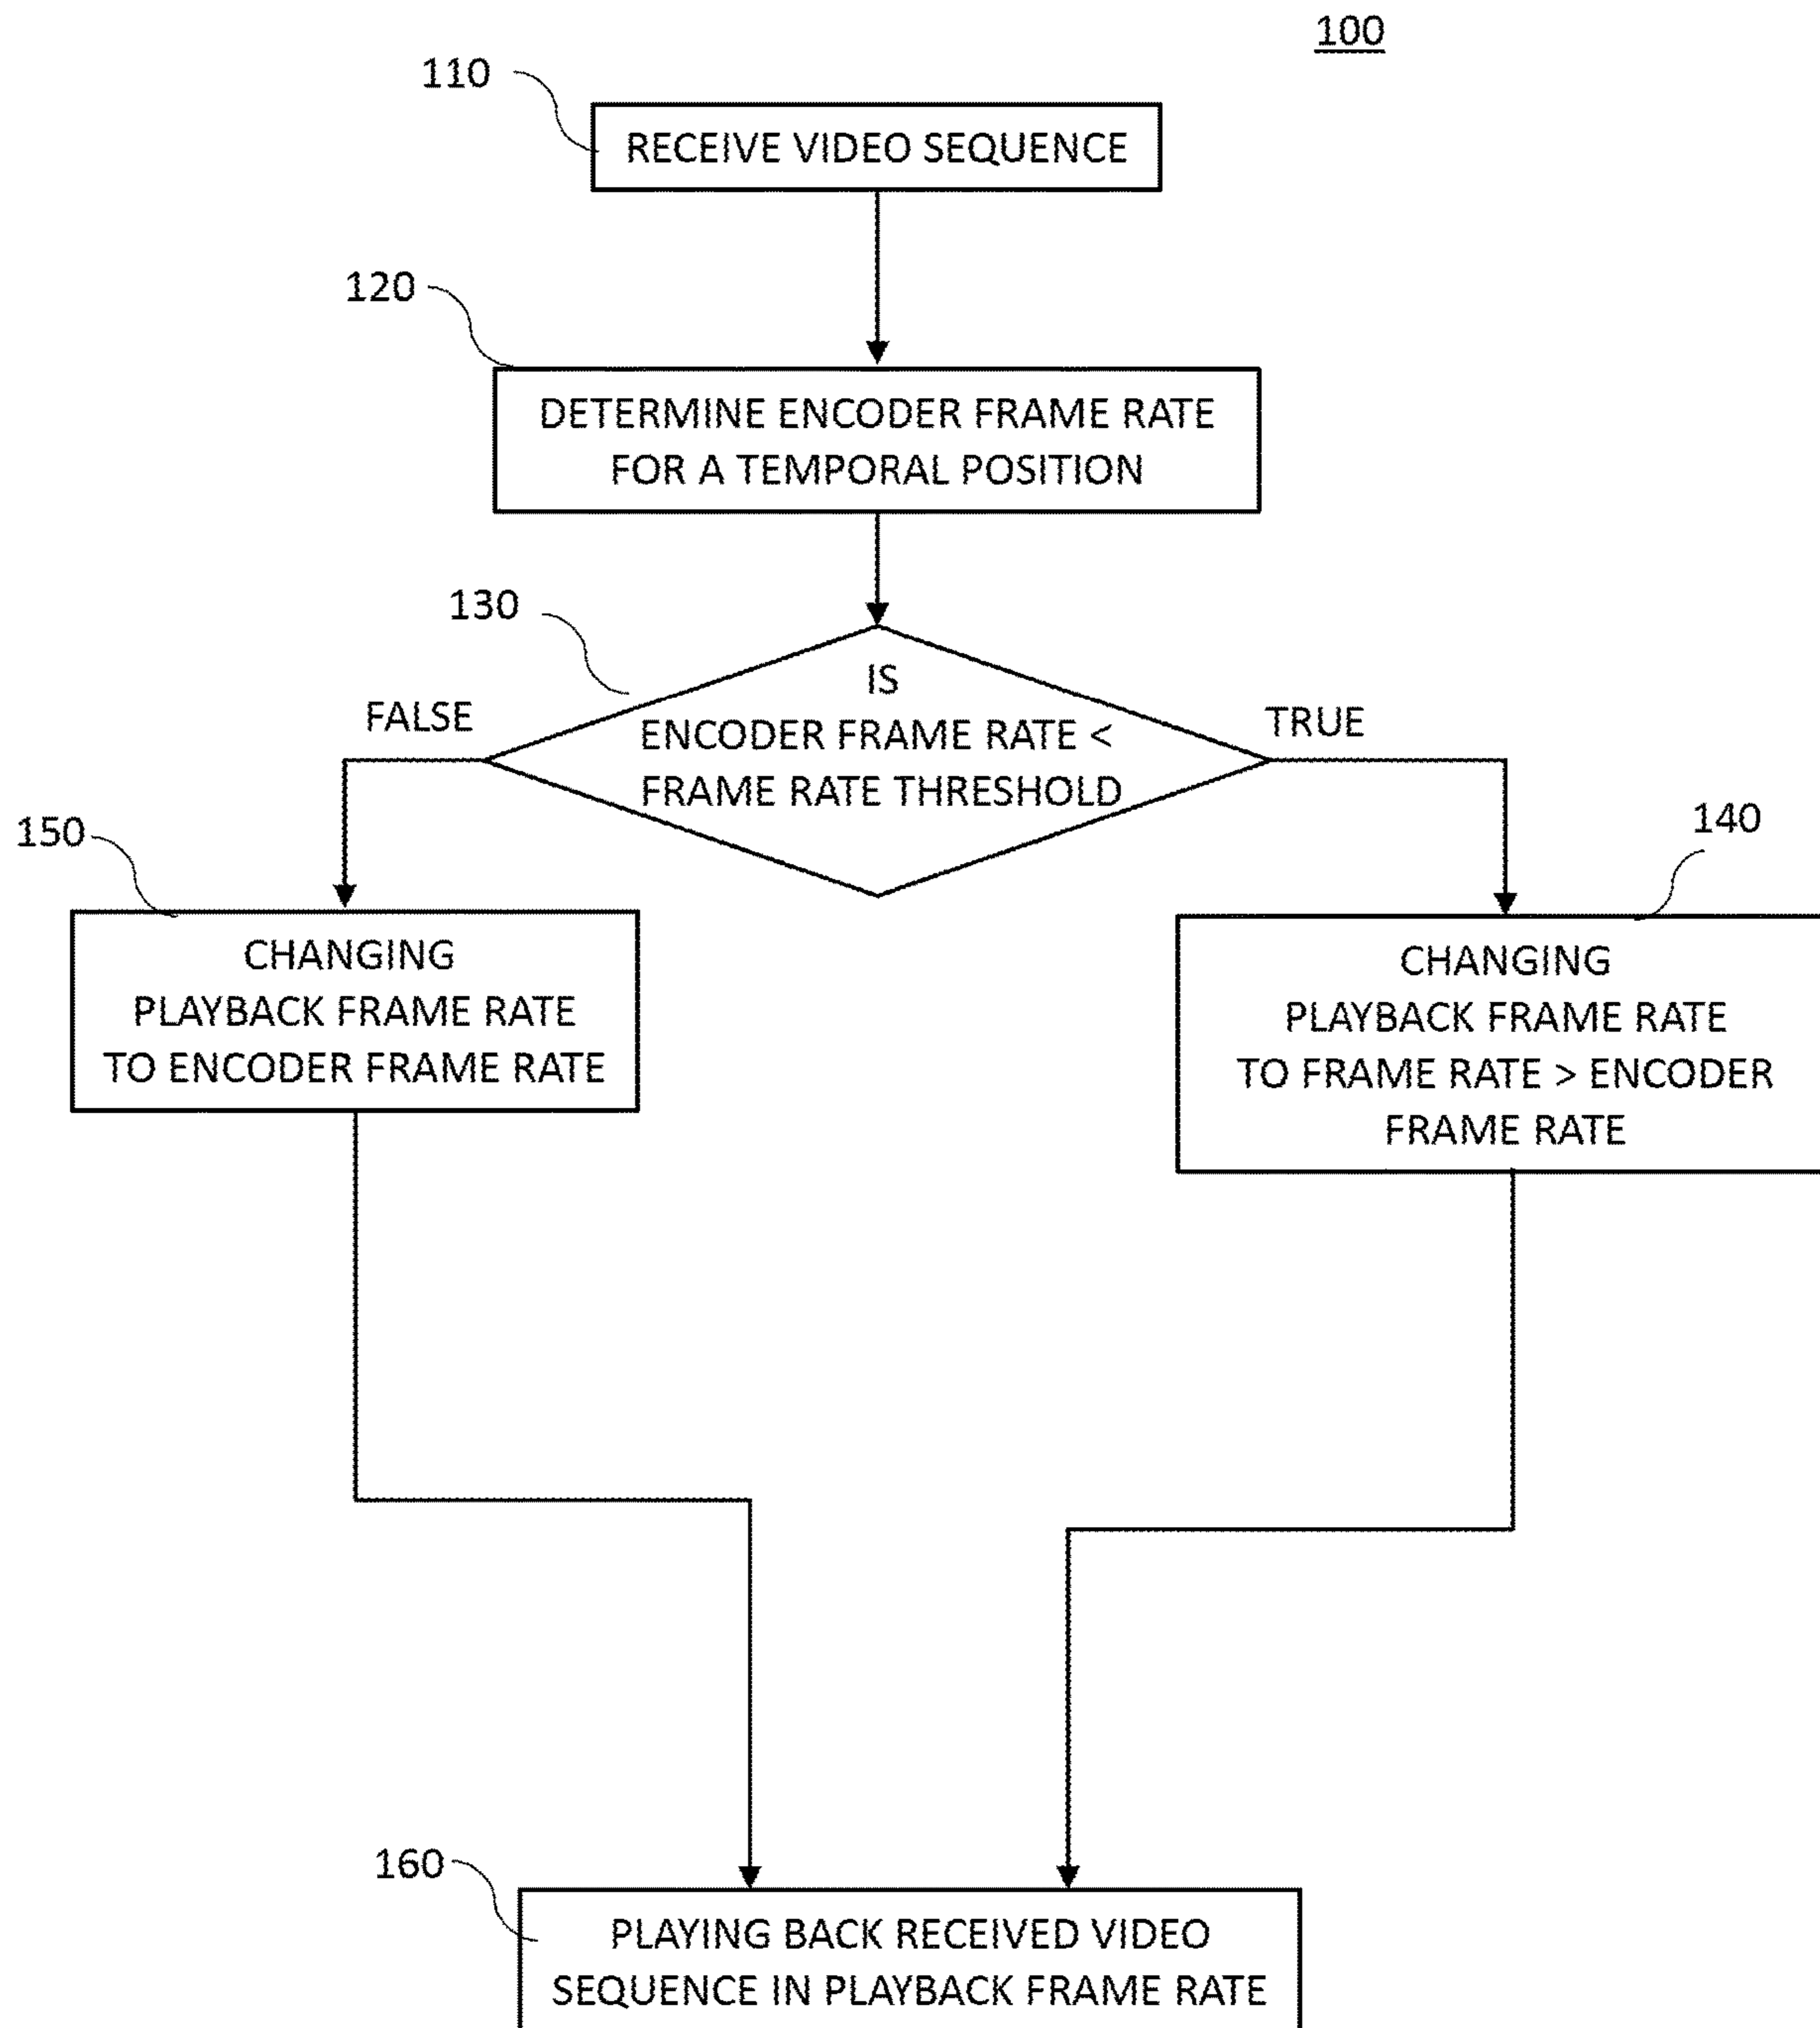 100
110
RECEIVE VIDEO SEQUENCE
120
DETERMINE ENCODER FRAME RATE
FOR A TEMPORAL POSITION
130
IS
ENCODER FRAME RATE <
FRAME RATE THRESHOLD
FALSE
TRUE
150
CHANGING
PLAYBACK FRAME RATE
TO ENCODER FRAME RATE
140
CHANGING
PLAYBACK FRAME RATE
TO FRAME RATE > ENCODER
FRAME RATE
160
PLAYING BACK RECEIVED VIDEO
SEQUENCE IN PLAYBACK FRAME RATE